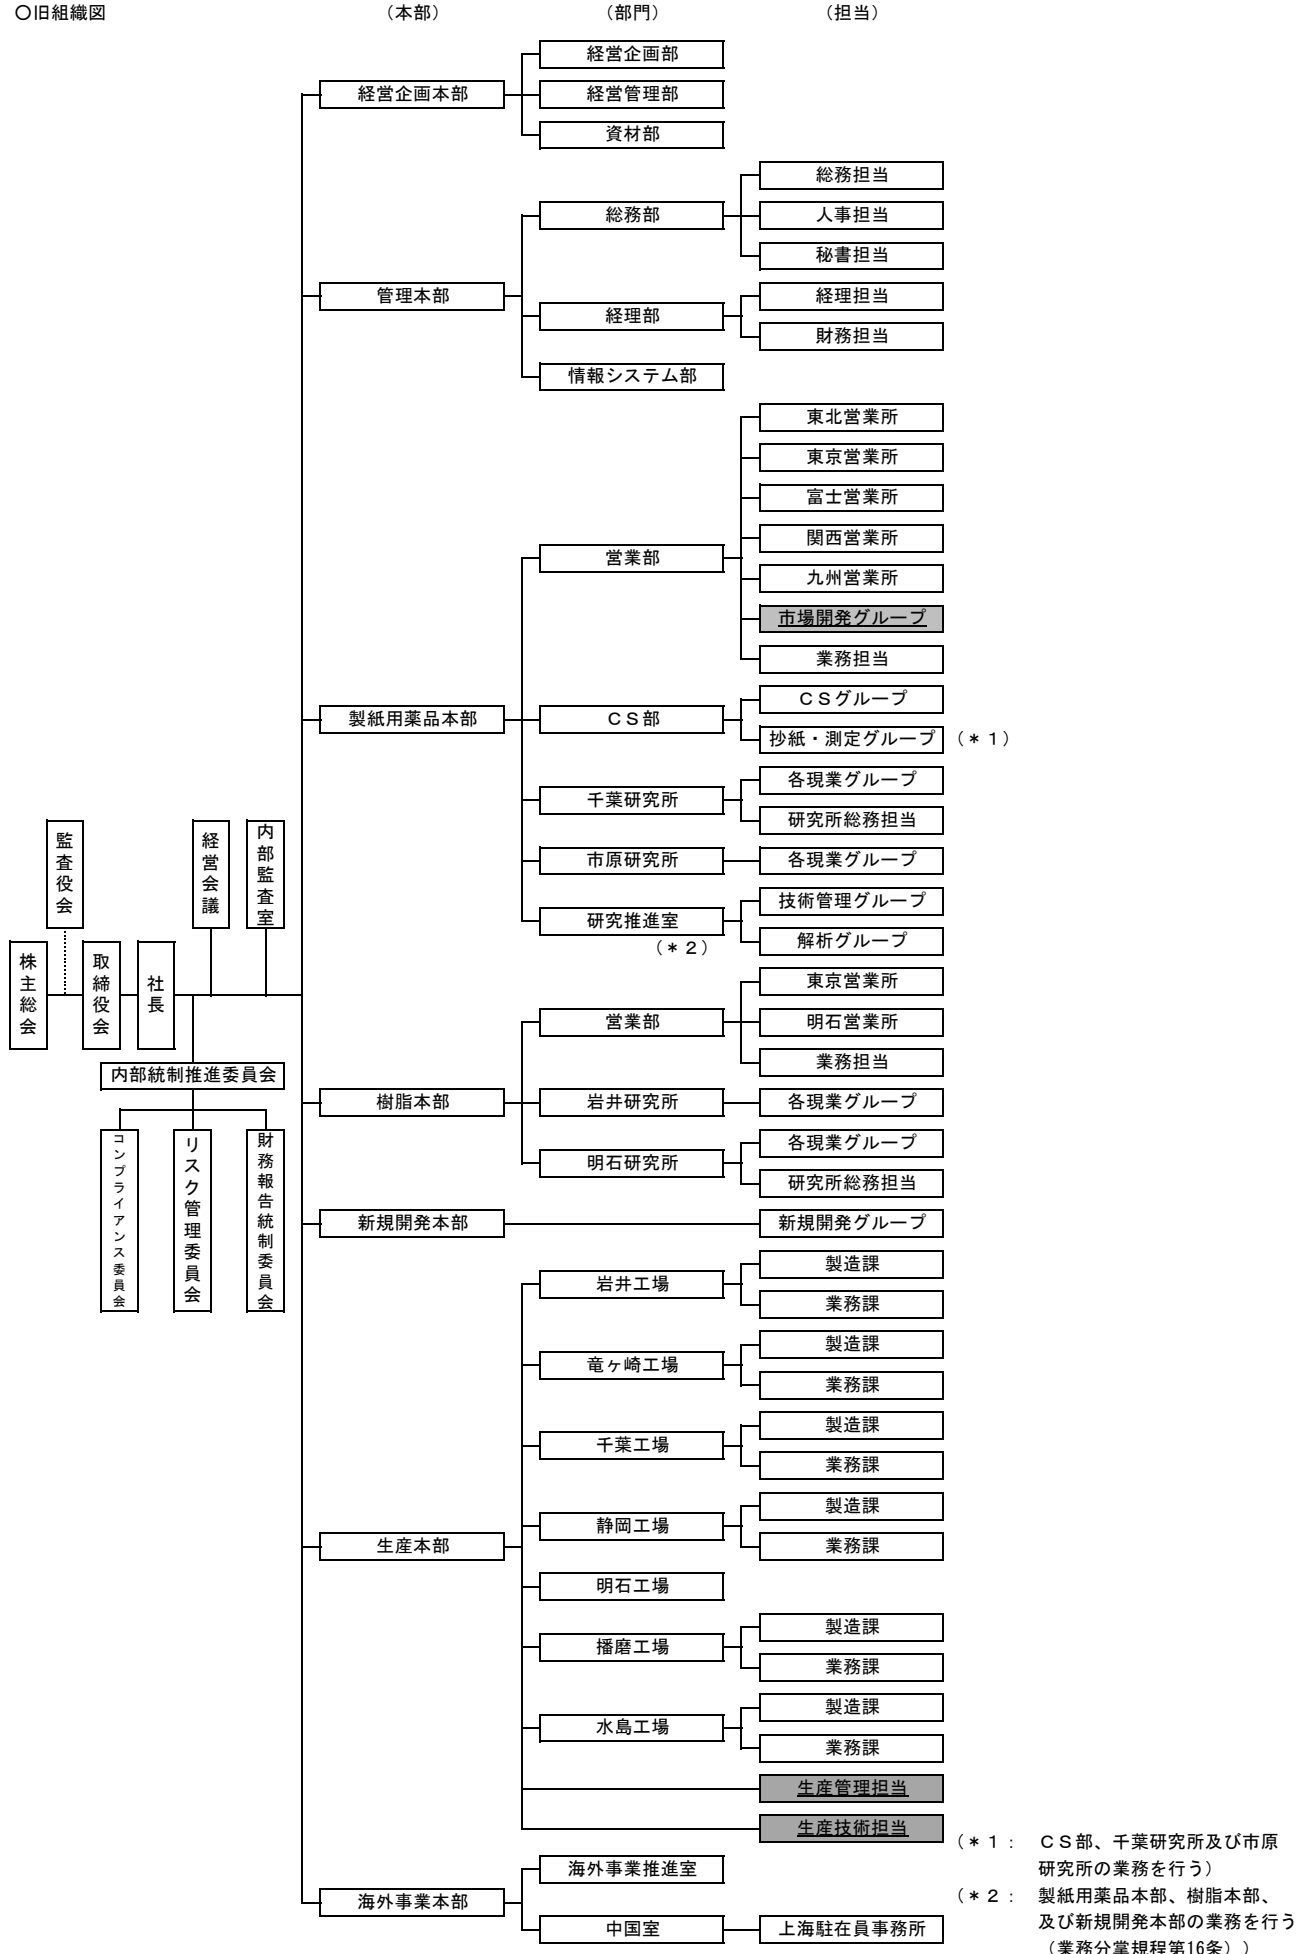 〇旧組織図　（本部）　（部門）　（担当）
経営企画部
経営企画本部　経営管理部
資材部
総務担当
総務部　人事担当
秘書担当
管理本部　経理担当
経理部
財務担当
情報システム部
東北営業所
東京営業所
富士営業所
関西営業所
営業部
九州営業所
市場開発グループ
業務担当
ＣＳグループ
製紙用薬品本部　ＣＳ部
抄紙・測定グループ　（＊１）
各現業グループ
千葉研究所
研究所総務担当
市原研究所　各現業グループ
技術管理グループ
研究推進室
（＊２）
解析グループ
監査役会
経営会議
内部監査室
株主総会
取締役会
社長
内部統制推進委員会
コンプライアンス委員会
リスク管理委員会
財務報告統制委員会
東京営業所
営業部　明石営業所
業務担当
樹脂本部　岩井研究所　各現業グループ
各現業グループ
明石研究所
研究所総務担当
新規開発本部　新規開発グループ
製造課
岩井工場
業務課
製造課
竜ヶ崎工場
業務課
製造課
千葉工場
業務課
製造課
静岡工場
生産本部　業務課
明石工場
製造課
播磨工場
業務課
製造課
水島工場
業務課
生産管理担当
生産技術担当
海外事業推進室
海外事業本部
中国室　上海駐在員事務所
（＊１：　ＣＳ部、千葉研究所及び市原
研究所の業務を行う）
（＊２：　製紙用薬品本部、樹脂本部、
及び新規開発本部の業務を行う
（業務分掌規程第16条））